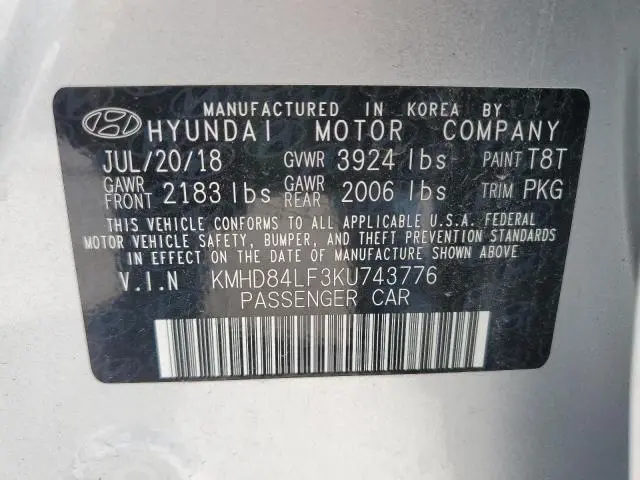 MANUFACTURED IN KOREA BY
HYUNDAI MOTOR COMPANY
JUL/20/18 GVWR 3924 lbs PAINT T8T
GAWR FRONT 2183 lbs GAWR REAR 2006 lbs TRIM PKG
THIS VEHICLE CONFORMS TO ALL APPLICABLE U.S.A. FEDERAL
MOTOR VEHICLE SAFETY, BUMPER, AND THEFT PREVENTION STANDARDS
IN EFFECT ON THE DATE OF MANUFACTURE SHOWN ABOVE.
V.I.N KMHD84LF3KU743776
PASSENGER CAR